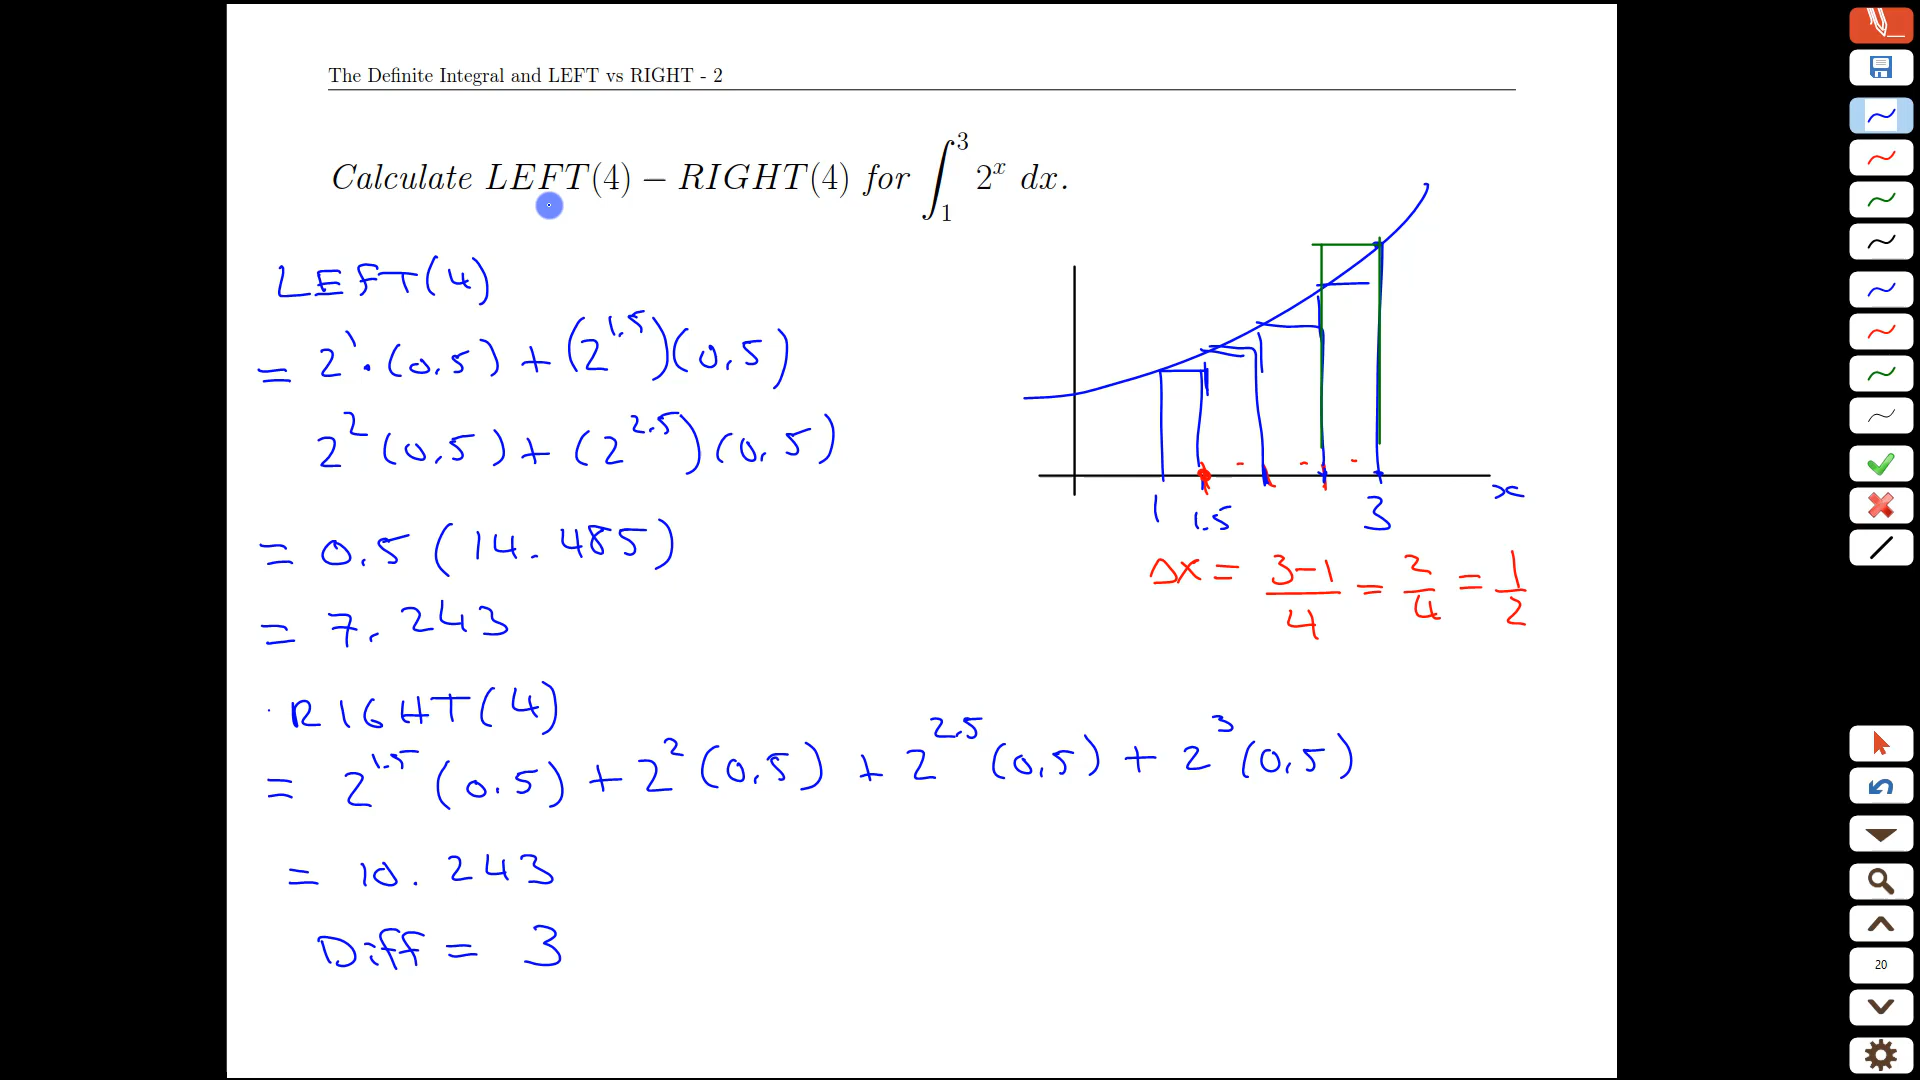 The Definite Integral and LEFT vs RIGHT - 2
Calculate LEFT(4) − RIGHT(4) for ∫₁³ 2ˣ dx.
LEFT(4)
= 2¹·(0.5) + (2^1.5)(0.5)
2² (0.5) + (2^2.5)(0.5)
= 0.5 (14.485)
= 7.243
1 1.5 3 x
Δx = (3−1)/4 = 2/4 = 1/2
RIGHT(4)
= 2^1.5 (0.5) + 2² (0.5) + 2^2.5 (0.5) + 2³ (0.5)
= 10.243
Diff = 3
20